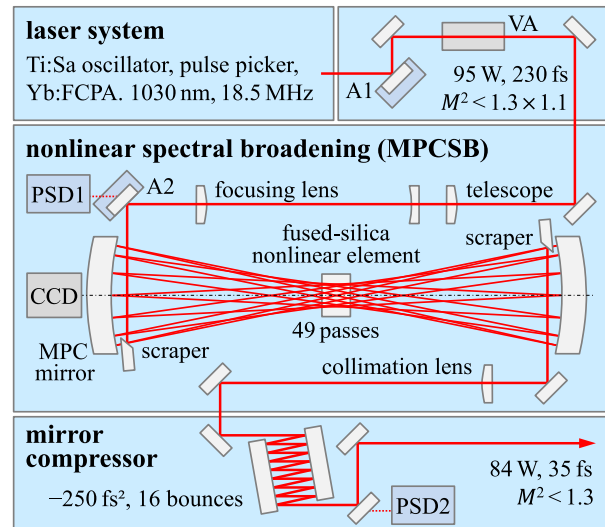 laser system
Ti:Sa oscillator, pulse picker,
Yb:FCPA. 1030 nm, 18.5 MHz
A1
VA
95 W, 230 fs
M² < 1.3 × 1.1
nonlinear spectral broadening (MPCSB)
PSD1
A2
focusing lens
telescope
scraper
fused-silica
nonlinear element
CCD
49 passes
MPC
mirror
scraper
collimation lens
mirror
compressor
−250 fs², 16 bounces
PSD2
84 W, 35 fs
M² < 1.3